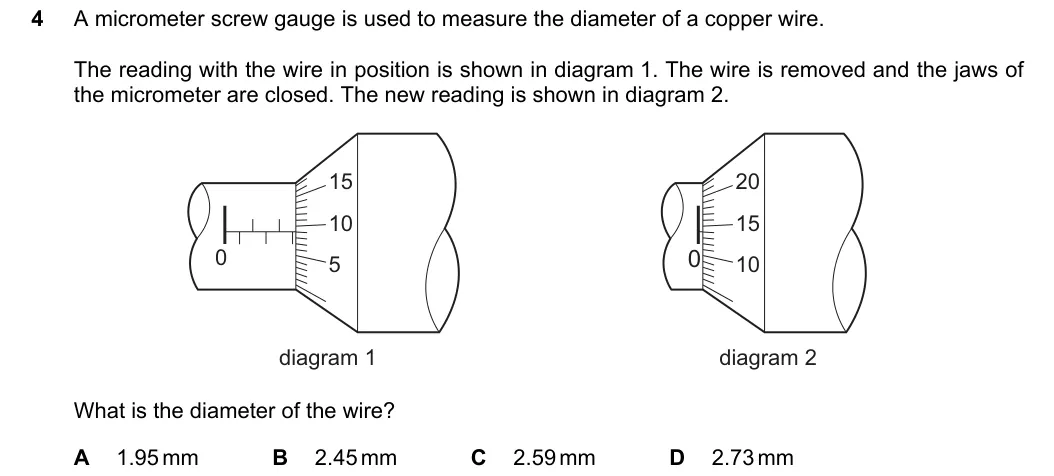 4 A micrometer screw gauge is used to measure the diameter of a copper wire.
The reading with the wire in position is shown in diagram 1. The wire is removed and the jaws of
the micrometer are closed. The new reading is shown in diagram 2.
15
10
5
0
20
15
10
0
diagram 1
diagram 2
What is the diameter of the wire?
A 1.95 mm B 2.45 mm C 2.59 mm D 2.73 mm